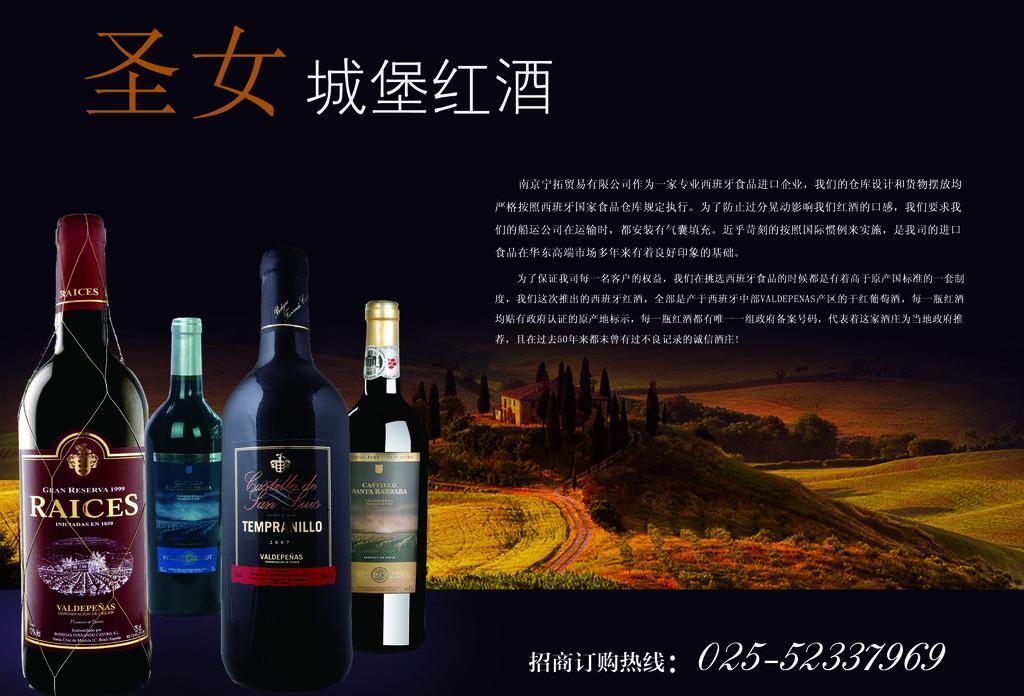 圣女 城堡红酒
南京宁拓贸易有限公司作为一家专业西班牙食品进口企业，我们的仓库设计和货物摆放均
严格按照西班牙国家食品仓库规定执行。为了防止过分晃动影响我们红酒的口感，我们要求我
们的船运公司在运输时，都安装有气囊填充。近乎苛刻的按照国际惯例来实施，是我司的进口
食品在华东高端市场多年来有着良好印象的基础。
为了保证我司每一名客户的权益，我们在挑选西班牙食品的时候都是有着高于原产国标准的一套制
度，我们这次推出的西班牙红酒，全部是产于西班牙中部VALDEPENAS产区的干红葡萄酒，每一瓶红酒
均贴有政府认证的原产地标示，每一瓶红酒都有唯一一组政府备案号码，代表着这家酒庄为当地政府推
荐，且在过去50年来都未曾有过不良记录的诚信酒庄！
RAICES
GRAN RESERVA 1999
RAICES
INICIADAS EN 1850
VALDEPEÑAS
DENOMINACION DE ORIGEN
BODEGAS FERNANDO CASTRO, S.L.
CASTILLO
SANTA BARBARA
Castillo de
San Luis
TEMPRANILLO
2007
VALDEPEÑAS
CASTILLO
SANTA BARBARA
VALDEPEÑAS
招商订购热线： 025-52337969